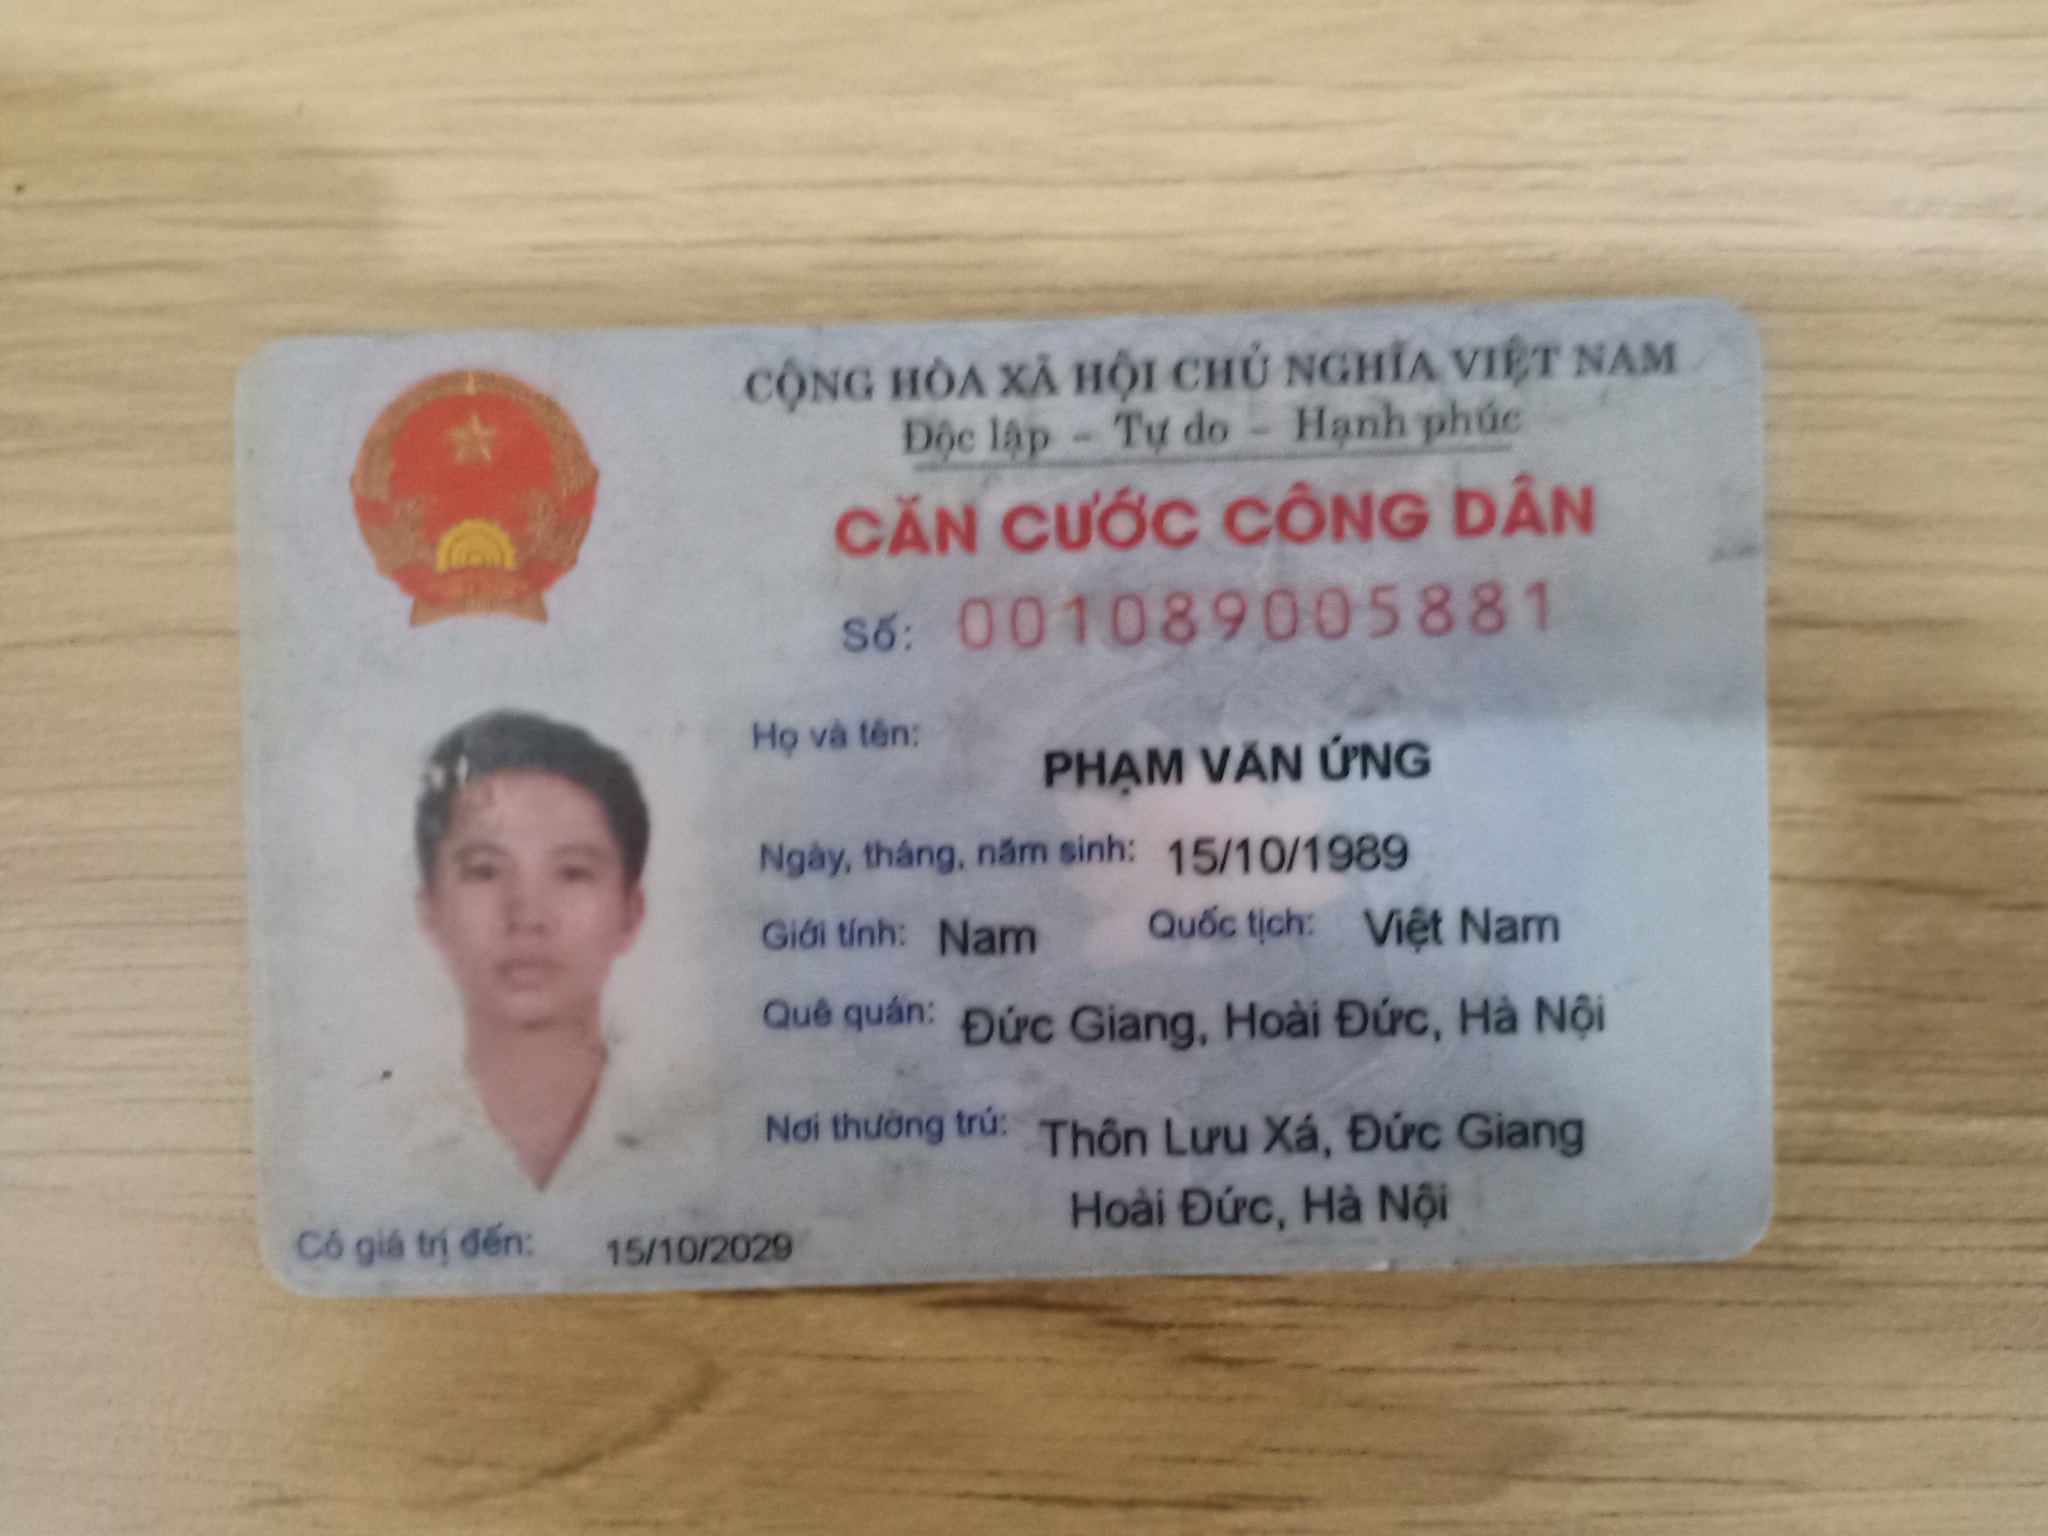 CỘNG HÒA XÃ HỘI CHỦ NGHĨA VIỆT NAM
Độc lập – Tự do – Hạnh phúc
CĂN CƯỚC CÔNG DÂN
Số: 001089005881
Họ và tên: PHẠM VĂN ỨNG
Ngày, tháng, năm sinh: 15/10/1989
Giới tính: Nam Quốc tịch: Việt Nam
Quê quán: Đức Giang, Hoài Đức, Hà Nội
Nơi thường trú: Thôn Lưu Xá, Đức Giang
Hoài Đức, Hà Nội
Có giá trị đến: 15/10/2029